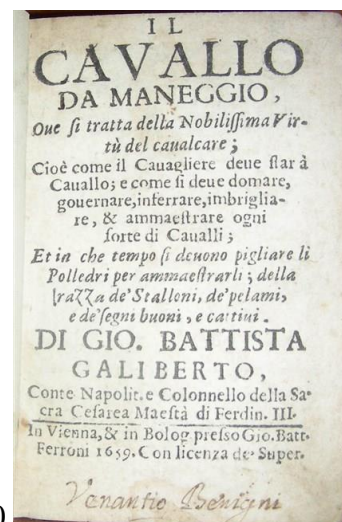 IL
CAVALLO
DA MANEGGIO,
Oue ſi tratta della Nobiliſſima Vir-
tù del caualcare;
Cioè come il Cauagliere deue ſtar à
Cauallo; e come ſi deue domare,
gouernare, inferrare, imbriglia-
re, & ammaeſtrare ogni
ſorte di Caualli;
Et in che tempo ſi deuono pigliare li
Polledri per ammaeſtrarli; della
razza de'Stalloni, de'pelami,
e de'ſegni buoni, e cattiui.
DI GIO. BATTISTA
GALIBERTO,
Conte Napolit. e Colonnello della Sa-
cra Ceſarea Maeſtà di Ferdin. III.
In Vienna, & in Bolog. preſſo Gio. Batt.
Ferroni 1659. Con licenza de' Super.
Venantio Benigni